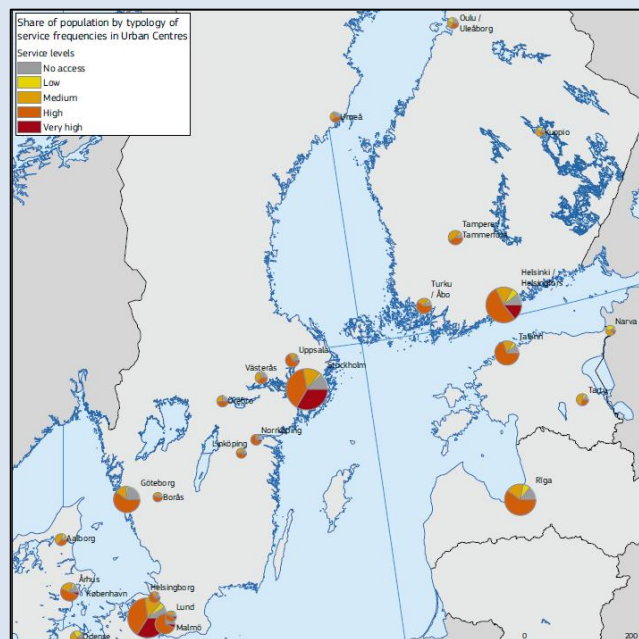 Share of population by typology of
service frequencies in Urban Centres
Service levels
No access
Low
Medium
High
Very high
Oulu /
Uleåborg
Umeå
Kuopio
Tampere /
Tammerfors
Helsinki /
Helsingfors
Turku
/ Åbo
Narva
Tallinn
Uppsala
Stockholm
Västerås
Örebro
Tartu
Norrköping
Linköping
Göteborg
Borås
Rīga
Aalborg
Århus
København
Helsingborg
Lund
Malmö
Odense
0